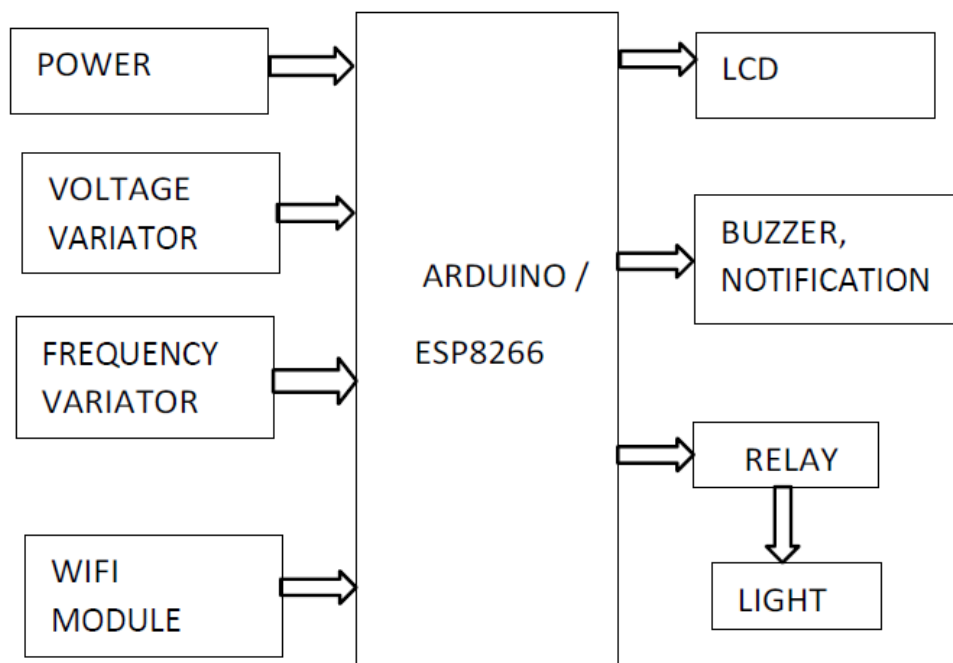 POWER
VOLTAGE
VARIATOR
FREQUENCY
VARIATOR
WIFI
MODULE
ARDUINO /
ESP8266
LCD
BUZZER,
NOTIFICATION
RELAY
LIGHT